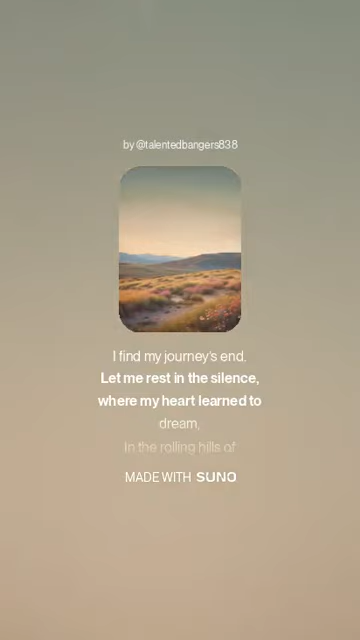 by @talentedbangers838
I find my journey's end.
Let me rest in the silence,
where my heart learned to
dream,
In the rolling hills of
MADE WITH SUNO